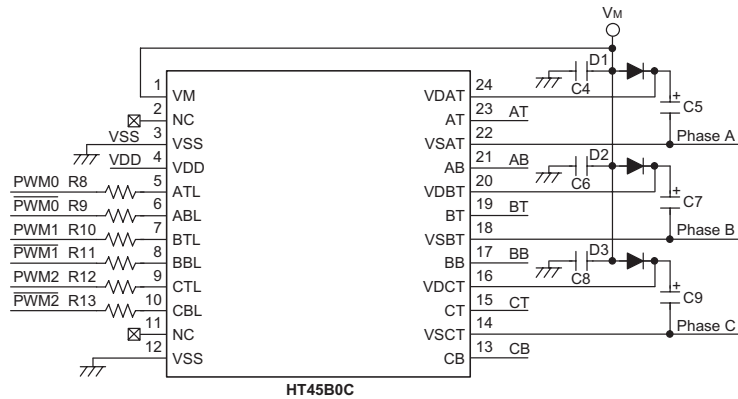 VM
D1
C4
C5
1
VM
VDAT
24
2
NC
AT
23
AT
VSS
3
VSS
VSAT
22
Phase A
VDD
4
VDD
AB
21
AB
D2
C6
C7
PWM0 R8
5
ATL
VDBT
20
PWM0 R9
6
ABL
BT
19
BT
PWM1 R10
7
BTL
VSBT
18
Phase B
PWM1 R11
8
BBL
BB
17
BB
D3
C8
C9
PWM2 R12
9
CTL
VDCT
16
PWM2 R13
10
CBL
CT
15
CT
11
NC
VSCT
14
Phase C
12
VSS
CB
13
CB
HT45B0C